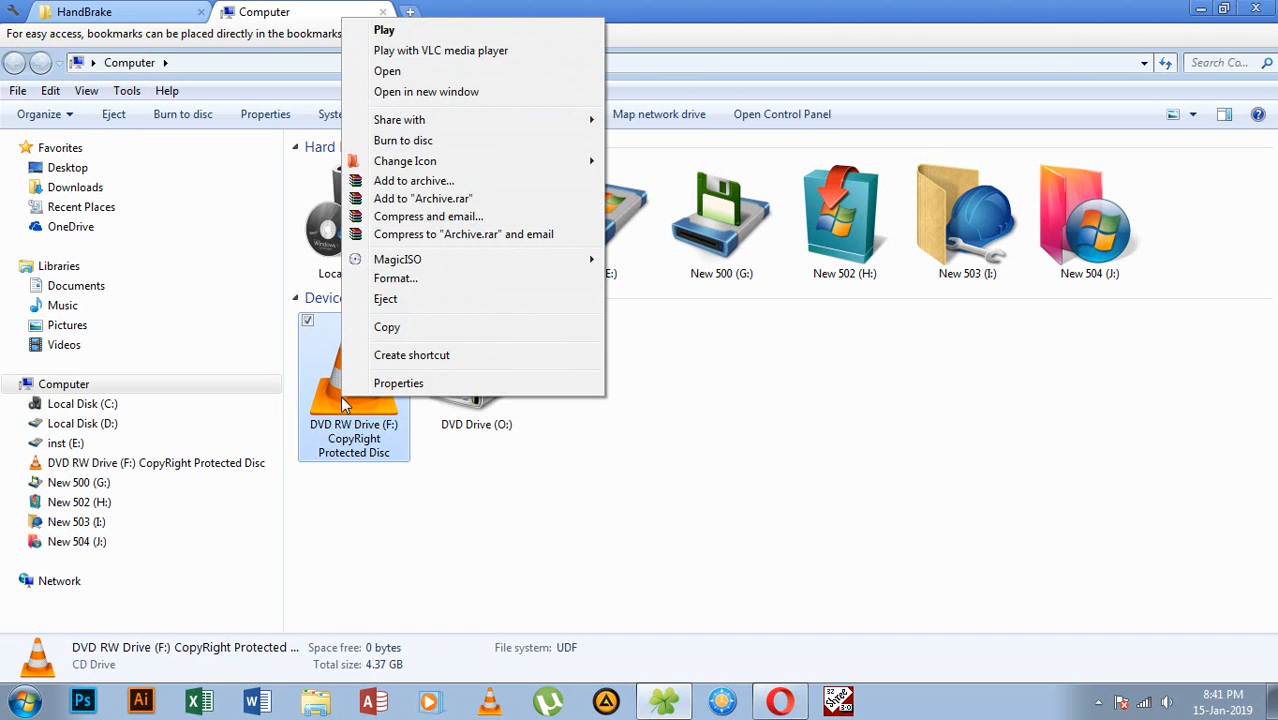 HandBrake
Computer
For easy access, bookmarks can be placed directly in the bookmarks
Computer
Search Co...
File Edit View Tools Help
Organize Eject Burn to disc Properties Map network drive Open Control Panel
Play
Play with VLC media player
Open
Open in new window
Share with
Burn to disc
Change Icon
Add to archive...
Add to "Archive.rar"
Compress and email...
Compress to "Archive.rar" and email
MagicISO
Format...
Eject
Copy
Create shortcut
Properties
Favorites
Desktop
Downloads
Recent Places
OneDrive
Libraries
Documents
Music
Pictures
Videos
Computer
Local Disk (C:)
Local Disk (D:)
inst (E:)
DVD RW Drive (F:) CopyRight Protected Disc
New 500 (G:)
New 502 (H:)
New 503 (I:)
New 504 (J:)
Network
New 500 (G:)
New 502 (H:)
New 503 (I:)
New 504 (J:)
DVD RW Drive (F:)
CopyRight
Protected Disc
DVD Drive (O:)
DVD RW Drive (F:) CopyRight Protected ... Space free: 0 bytes File system: UDF
CD Drive Total size: 4.37 GB
Ps
Ai
8:41 PM
15-Jan-2019